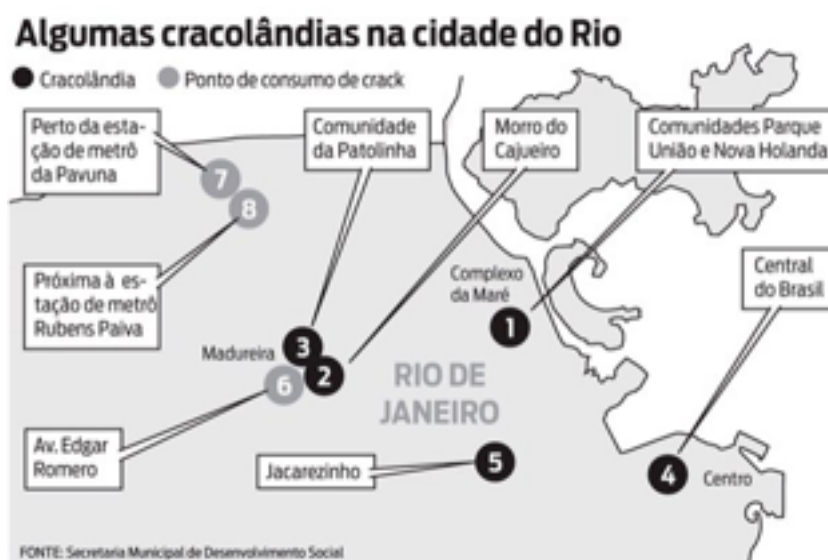 Algumas cracolândias na cidade do Rio
Cracolândia
Ponto de consumo de crack
Perto da esta-
ção de metrô
da Pavuna
Comunidade
da Patolinha
Morro do
Cajueiro
Comunidades Parque
União e Nova Holanda
7
8
Próxima à es-
tação de metrô
Rubens Paiva
Complexo
da Maré
1
Central
do Brasil
Madureira
3
2
6
RIO DE
JANEIRO
Av. Edgar
Romero
Jacarezinho
5
4
Centro
FONTE: Secretaria Municipal de Desenvolvimento Social